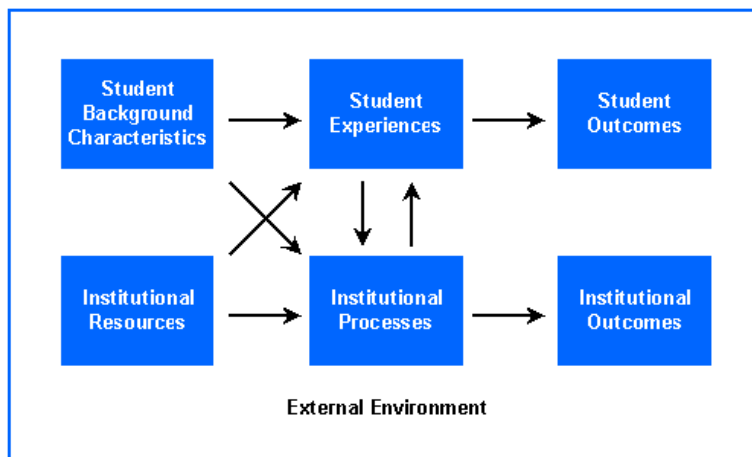 Student
Background
Characteristics
Student
Experiences
Student
Outcomes
Institutional
Resources
Institutional
Processes
Institutional
Outcomes
External Environment